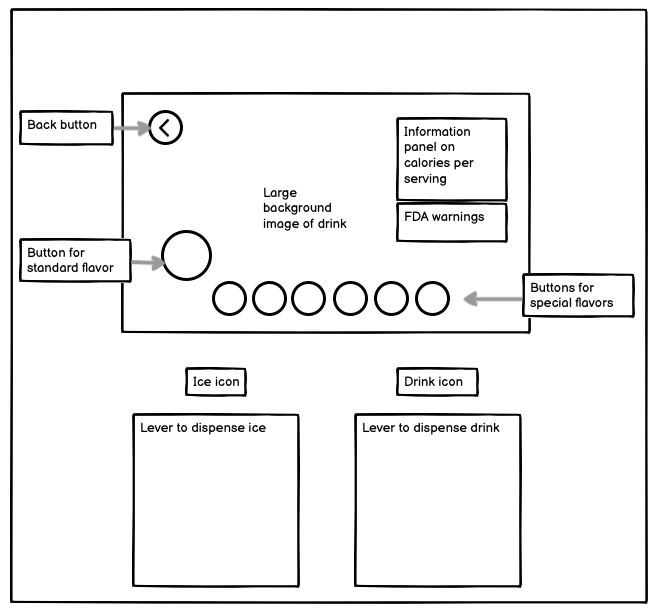 Back button
Information
panel on
calories per
serving
Large
background
image of drink
FDA warnings
Button for
standard flavor
Buttons for
special flavors
Ice icon
Drink icon
Lever to dispense ice
Lever to dispense drink